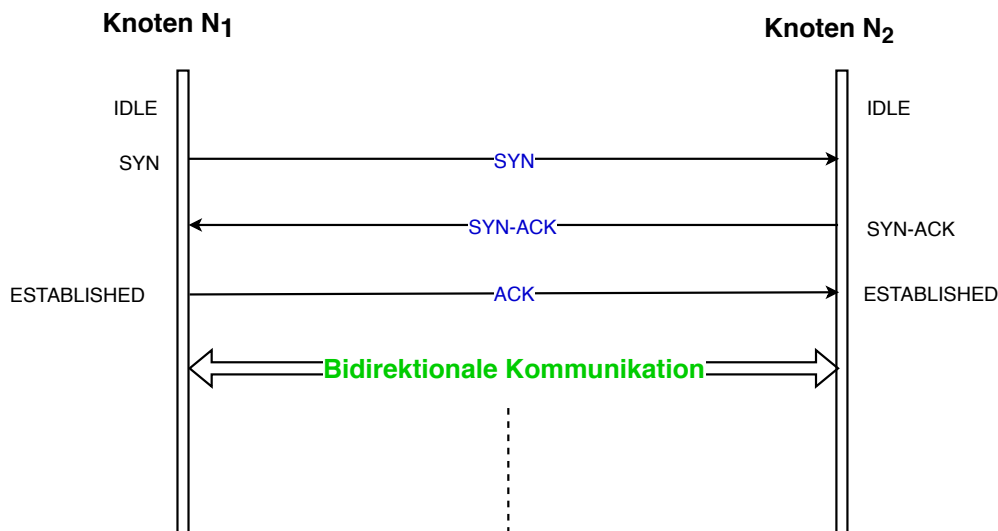 Knoten N1
Knoten N2
IDLE
IDLE
SYN
SYN
SYN-ACK
SYN-ACK
ESTABLISHED
ACK
ESTABLISHED
Bidirektionale Kommunikation